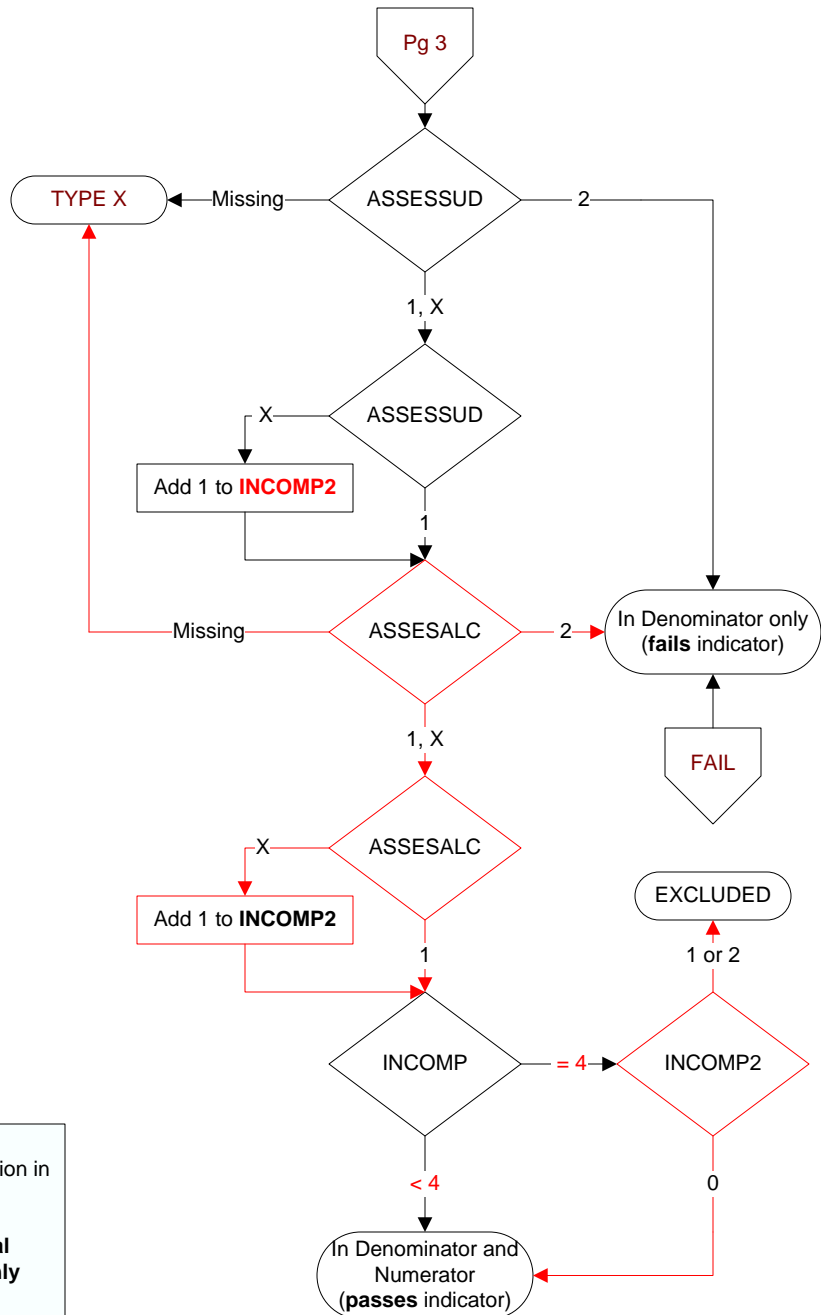 Pg 3
TYPE X
Missing
ASSESSUD
2
1, X
X
ASSESSUD
Add 1 to INCOMP2
1
Missing
ASSESALC
2
In Denominator only
(fails indicator)
1, X
FAIL
X
ASSESALC
EXCLUDED
Add 1 to INCOMP2
1
1 or 2
INCOMP
= 4
INCOMP2
< 4
0
In Denominator and
Numerator
(passes indicator)
in